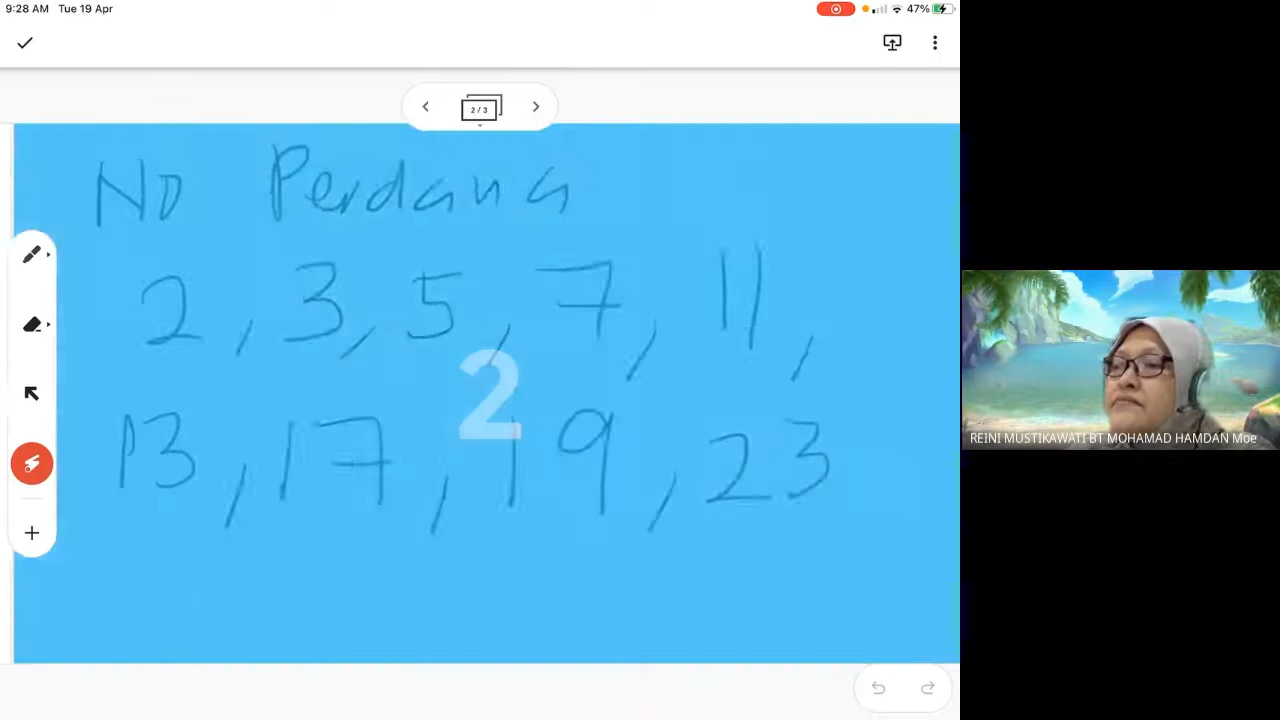 9:28 AM Tue 19 Apr
47%
2 / 3
No Perdana
2, 3, 5, 7, 11,
2
13, 17, 19, 23
REINI MUSTIKAWATI BT MOHAMAD HAMDAN Moe